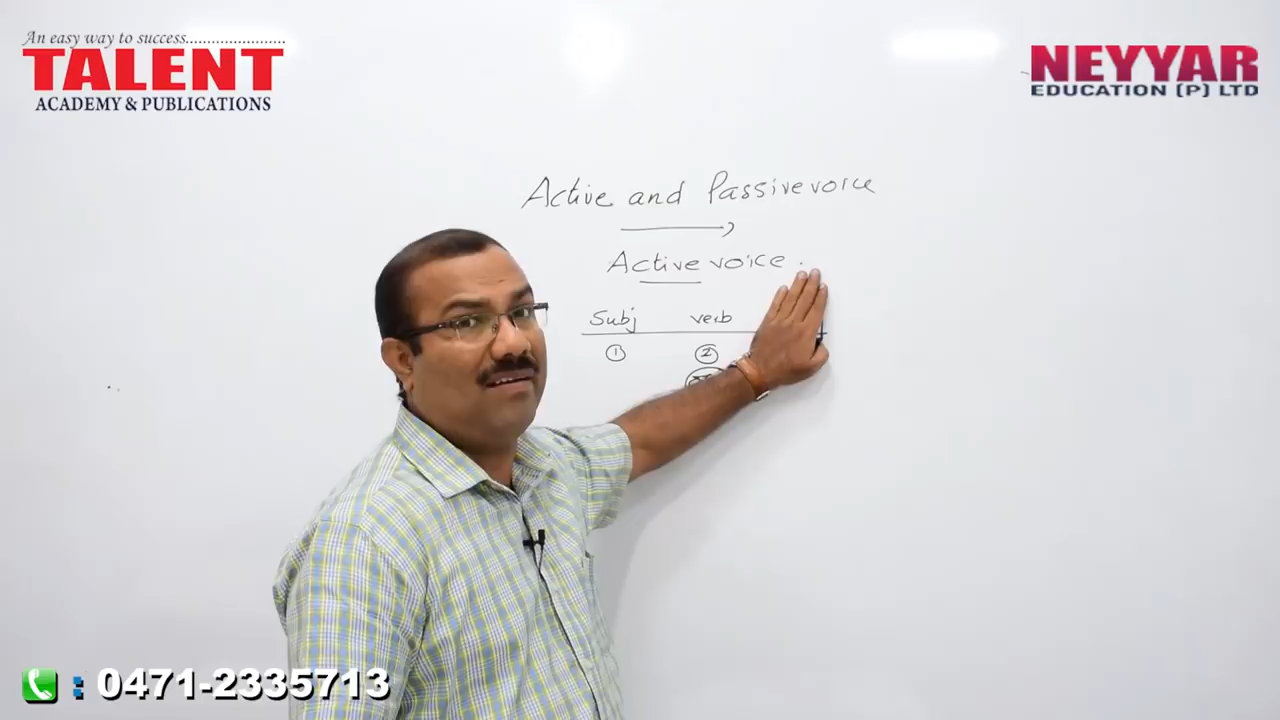 An easy way to success.......................
TALENT
ACADEMY & PUBLICATIONS
NEYYAR
EDUCATION (P) LTD
Active and Passive voice
Active voice
Subj verb
1 2
: 0471-2335713